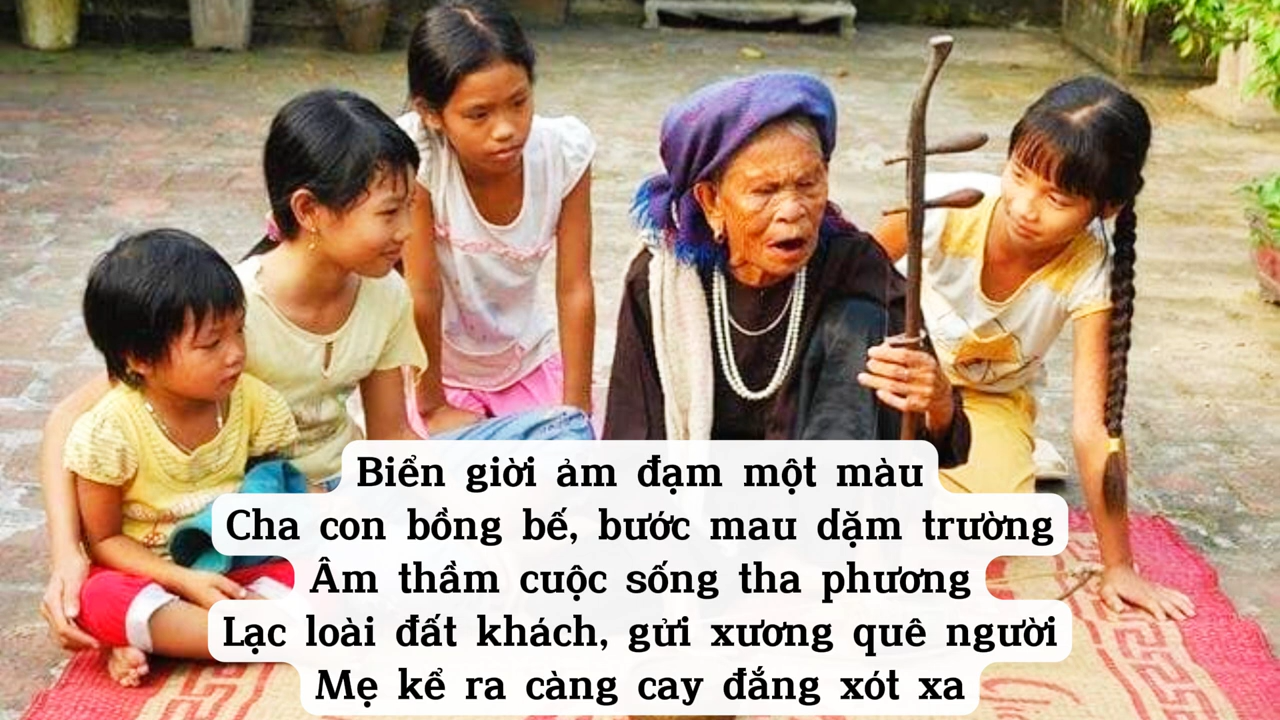 Biển giời ảm đạm một màu
Cha con bồng bế, bước mau dặm trường
Âm thầm cuộc sống tha phương
Lạc loài đất khách, gửi xương quê người
Mẹ kể ra càng cay đắng xót xa